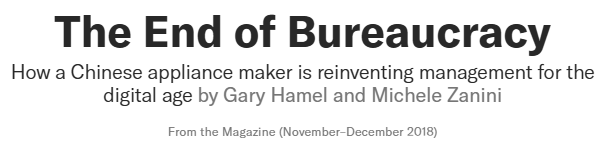 The End of Bureaucracy
How a Chinese appliance maker is reinventing management for the
digital age by Gary Hamel and Michele Zanini
From the Magazine (November–December 2018)